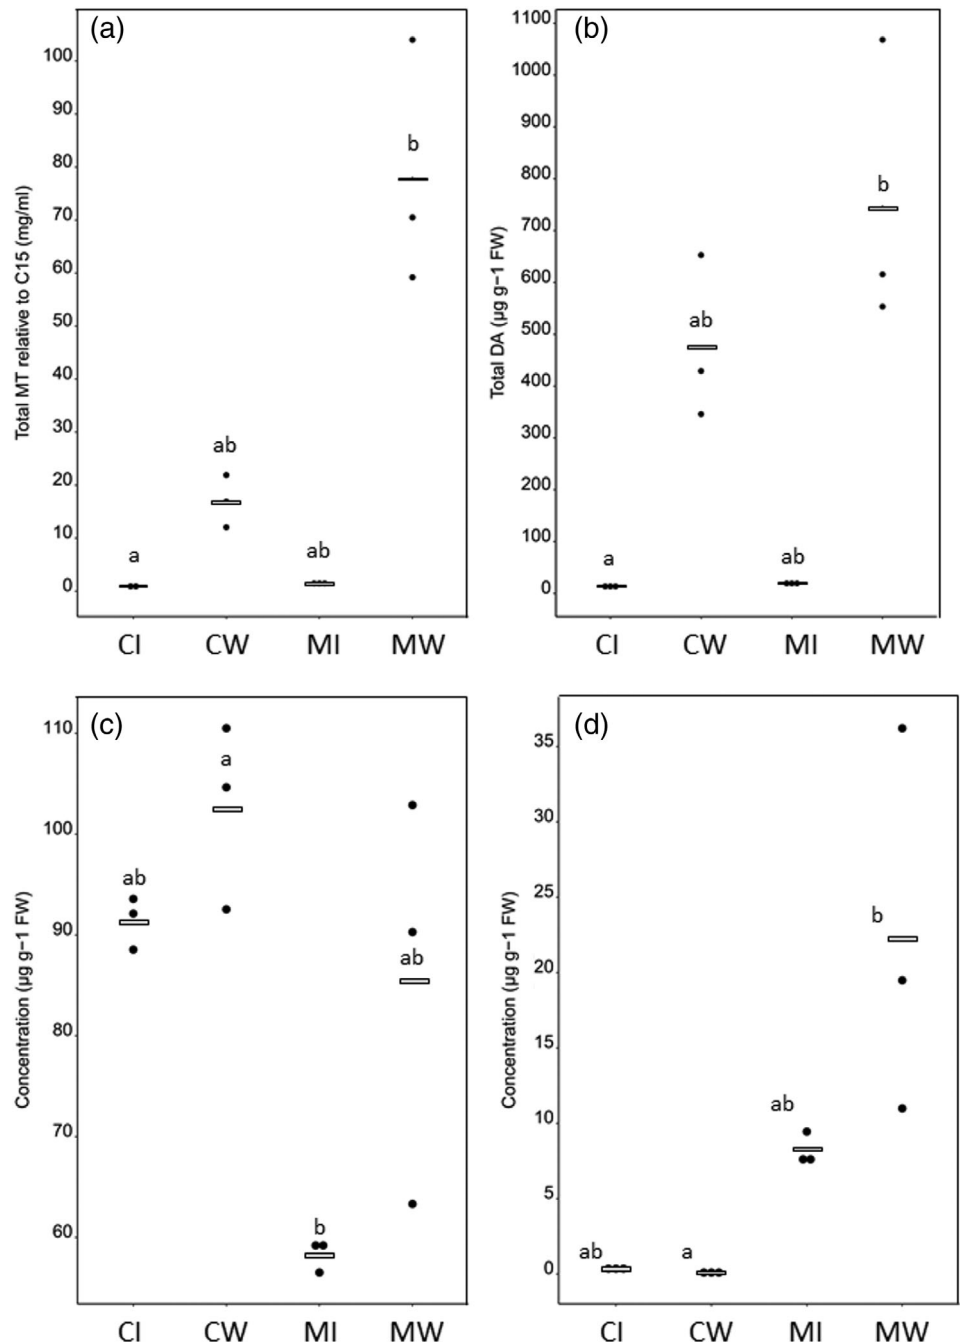 (a)
Total MT relative to C15 (mg/ml)
100
90
80
70
60
50
40
30
20
10
0
a
ab
ab
b
CI CW MI MW
(b)
Total DA (µg g−1 FW)
1100
1000
900
800
700
600
500
400
300
200
100
0
a
ab
ab
b
CI CW MI MW
(c)
Concentration (µg g−1 FW)
110
100
90
80
70
60
ab
a
b
ab
CI CW MI MW
(d)
Concentration (µg g−1 FW)
35
30
25
20
15
10
5
0
ab
a
ab
b
CI CW MI MW